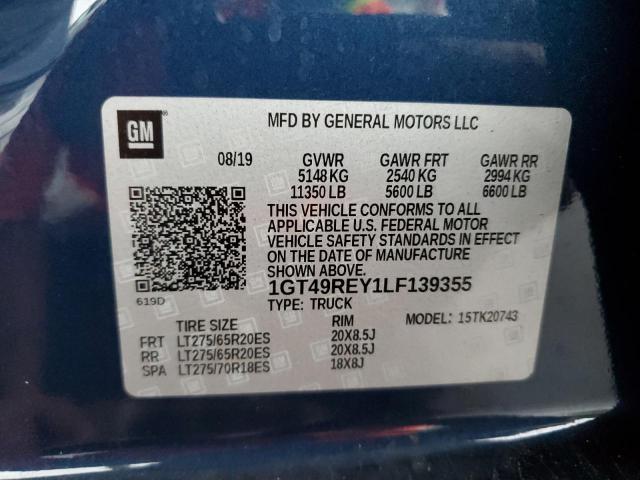 GM
MFD BY GENERAL MOTORS LLC
08/19 GVWR GAWR FRT GAWR RR
5148 KG 2540 KG 2994 KG
11350 LB 5600 LB 6600 LB
THIS VEHICLE CONFORMS TO ALL
APPLICABLE U.S. FEDERAL MOTOR
VEHICLE SAFETY STANDARDS IN EFFECT
ON THE DATE OF MANUFACTURE
SHOWN ABOVE.
619D
1GT49REY1LF139355
TYPE: TRUCK MODEL: 15TK20743
TIRE SIZE RIM
FRT LT275/65R20ES 20X8.5J
RR LT275/65R20ES 20X8.5J
SPA LT275/70R18ES 18X8J